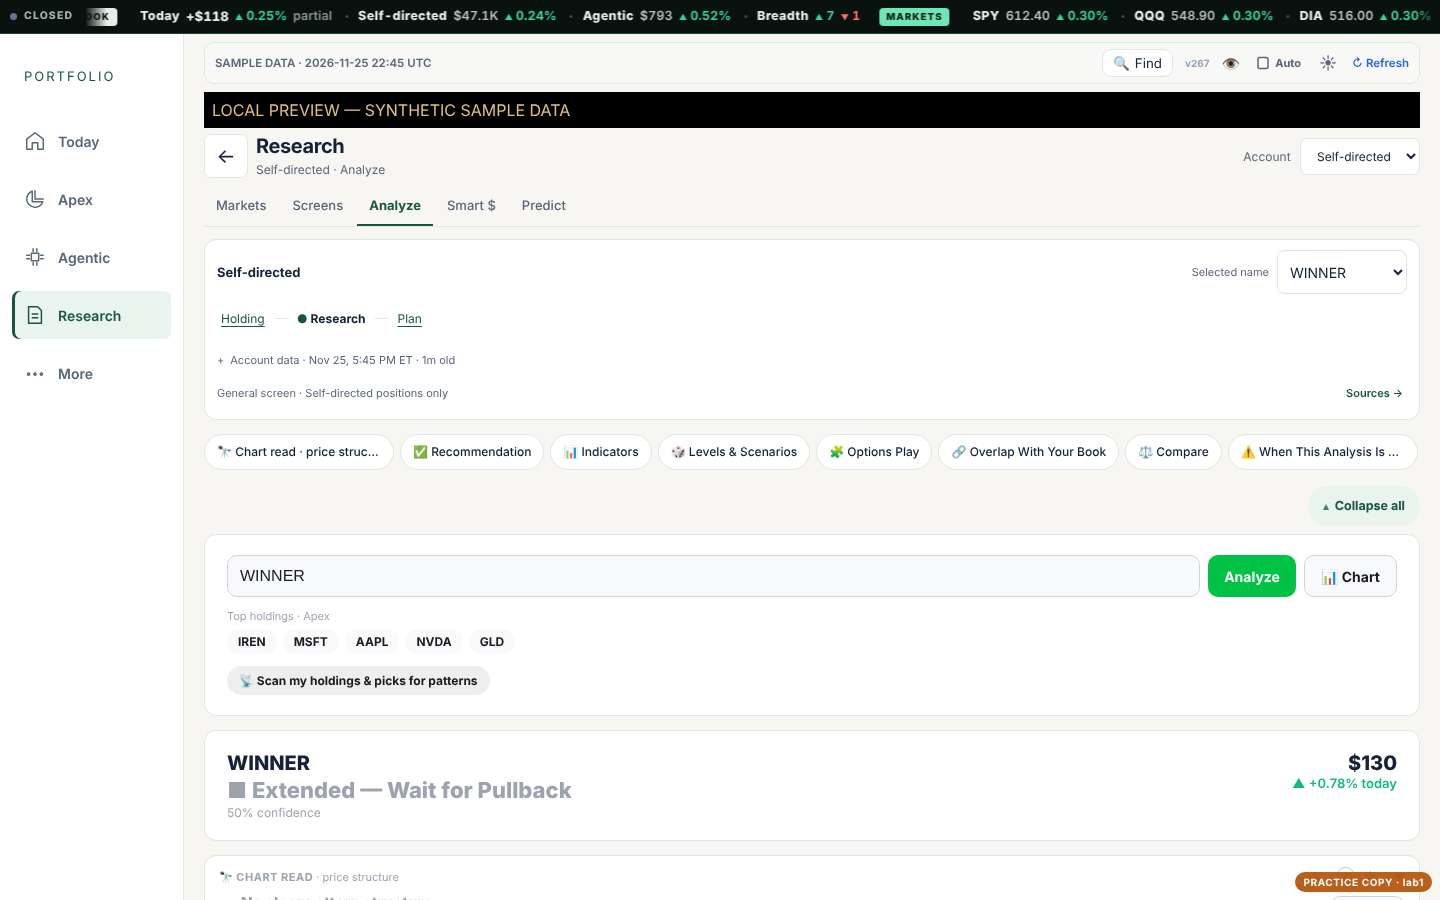 CLOSED
Today +$118 ▲ 0.25% partial · Self-directed $47.1K ▲ 0.24% · Agentic $793 ▲ 0.52% · Breadth ▲ 7 ▼ 1 MARKETS SPY 612.40 ▲ 0.30% · QQQ 548.90 ▲ 0.30% · DIA 516.00 ▲ 0.30%
PORTFOLIO
Today
Apex
Agentic
Research
More
SAMPLE DATA · 2026-11-25 22:45 UTC
Find
v267
Auto
↻ Refresh
LOCAL PREVIEW — SYNTHETIC SAMPLE DATA
Research
Self-directed · Analyze
Account
Self-directed
Markets Screens Analyze Smart $ Predict
Self-directed
Selected name
WINNER
Holding — ● Research — Plan
+ Account data · Nov 25, 5:45 PM ET · 1m old
General screen · Self-directed positions only
Sources →
Chart read · price struc...
✅ Recommendation
📊 Indicators
🎲 Levels & Scenarios
🧩 Options Play
🔗 Overlap With Your Book
⚖️ Compare
⚠️ When This Analysis Is ...
▲ Collapse all
WINNER
Analyze
📊 Chart
Top holdings · Apex
IREN MSFT AAPL NVDA GLD
📡 Scan my holdings & picks for patterns
WINNER
■ Extended — Wait for Pullback
50% confidence
$130
▲ +0.78% today
CHART READ · price structure
PRACTICE COPY · lab1